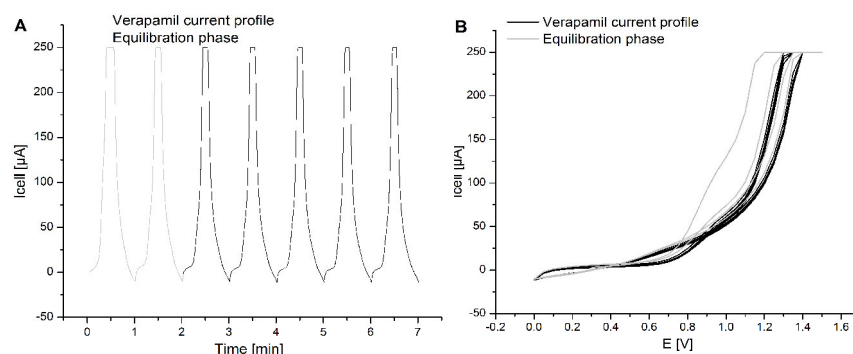 A
Verapamil current profile
Equilibration phase
Icell [µA]
250
200
150
100
50
0
-50
0 1 2 3 4 5 6 7
Time [min]
B
Verapamil current profile
Equilibration phase
Icell [µA]
250
200
150
100
50
0
-50
-0.2 0.0 0.2 0.4 0.6 0.8 1.0 1.2 1.4 1.6
E [V]